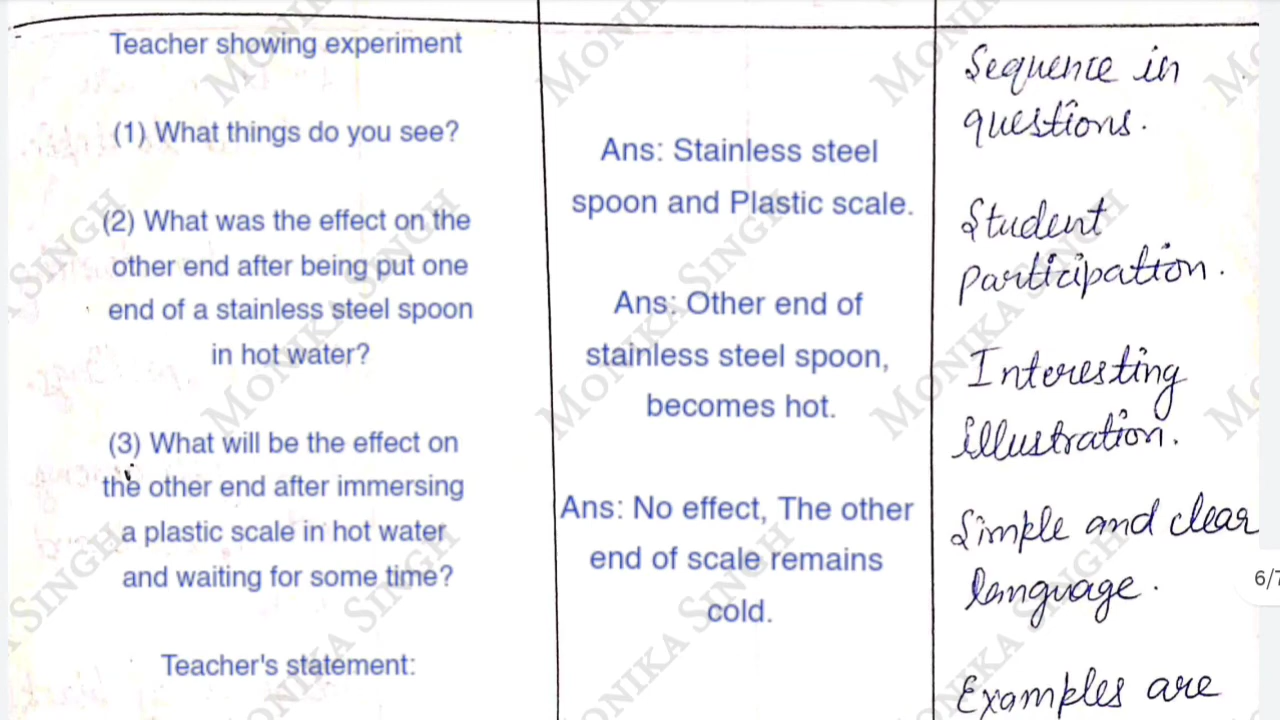 Teacher showing experiment
(1) What things do you see?
(2) What was the effect on the
other end after being put one
end of a stainless steel spoon
in hot water?
(3) What will be the effect on
the other end after immersing
a plastic scale in hot water
and waiting for some time?
Teacher's statement:
Ans: Stainless steel
spoon and Plastic scale.
Ans: Other end of
stainless steel spoon,
becomes hot.
Ans: No effect, The other
end of scale remains
cold.
Sequence in
questions.
Student
participation.
Interesting
illustration.
Simple and clear
language.
Examples are
6/7
MONIKA SINGH